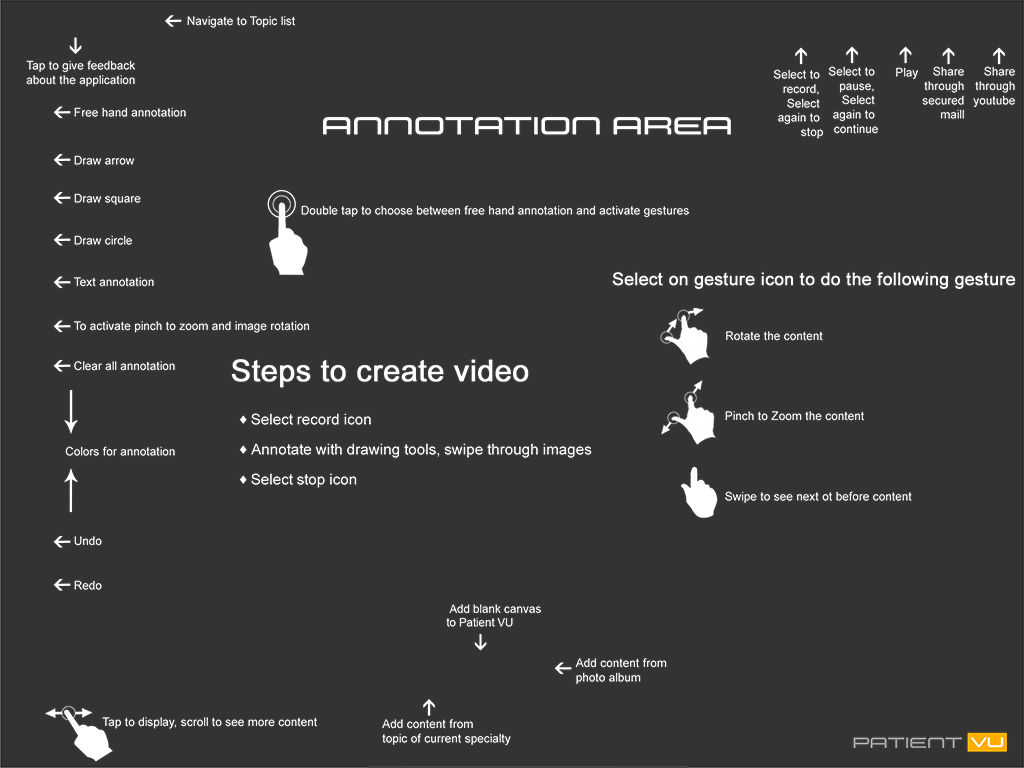 Navigate to Topic list
Tap to give feedback
about the application
Select to
record,
Select
again to
stop
Select to
pause,
Select
again to
continue
Play
Share
through
secured
maill
Share
through
youtube
Free hand annotation
ANNOTATION AREA
Draw arrow
Draw square
Double tap to choose between free hand annotation and activate gestures
Draw circle
Text annotation
Select on gesture icon to do the following gesture
To activate pinch to zoom and image rotation
Rotate the content
Clear all annotation
Steps to create video
♦ Select record icon
Pinch to Zoom the content
♦ Annotate with drawing tools, swipe through images
Colors for annotation
♦ Select stop icon
Swipe to see next ot before content
Undo
Redo
Add blank canvas
to Patient VU
Add content from
photo album
Tap to display, scroll to see more content
Add content from
topic of current specialty
PATIENT VU